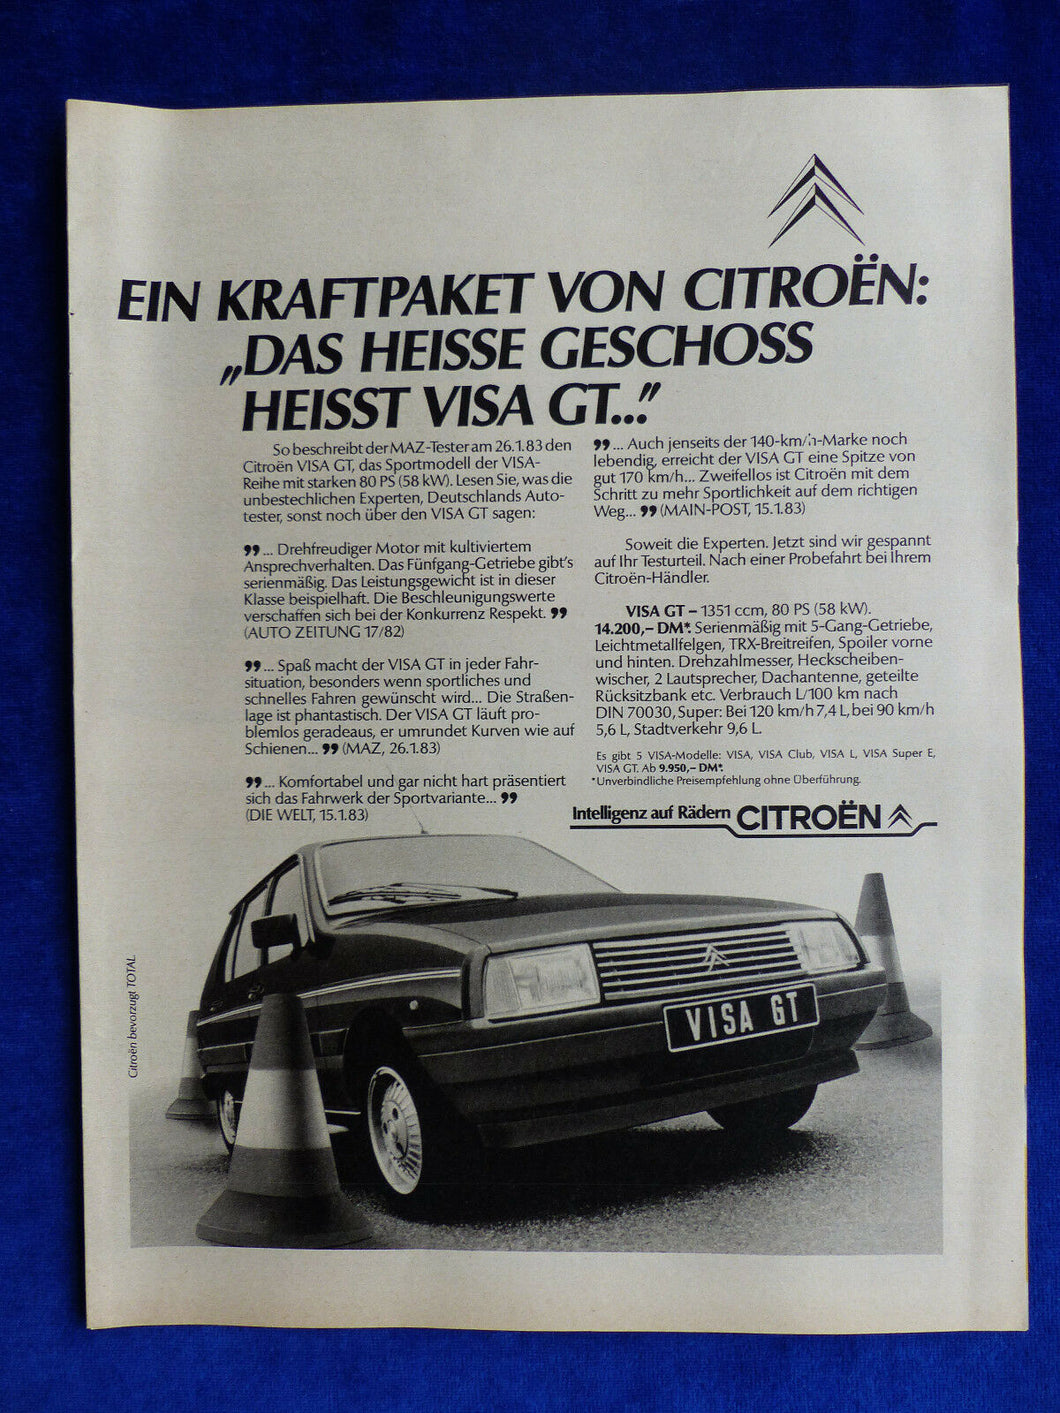 EIN KRAFTPAKET VON CITROËN:
„DAS HEISSE GESCHOSS
HEISST VISA GT...”
So beschreibt der MAZ-Tester am 26.1.83 den
Citroën VISA GT, das Sportmodell der VISA-
Reihe mit starken 80 PS (58 kW). Lesen Sie, was die
unbestechlichen Experten, Deutschlands Auto-
tester, sonst noch über den VISA GT sagen:
❞ ... Drehfreudiger Motor mit kultiviertem
Ansprechverhalten. Das Fünfgang-Getriebe gibt's
serienmäßig. Das Leistungsgewicht ist in dieser
Klasse beispielhaft. Die Beschleunigungswerte
verschaffen sich bei der Konkurrenz Respekt. ❞
(AUTO ZEITUNG 17/82)
❞ ... Spaß macht der VISA GT in jeder Fahr-
situation, besonders wenn sportliches und
schnelles Fahren gewünscht wird... Die Straßen-
lage ist phantastisch. Der VISA GT läuft pro-
blemlos geradeaus, er umrundet Kurven wie auf
Schienen... ❞ (MAZ, 26.1.83)
❞ ... Komfortabel und gar nicht hart präsentiert
sich das Fahrwerk der Sportvariante... ❞
(DIE WELT, 15.1.83)
❞ ... Auch jenseits der 140-km/h-Marke noch
lebendig, erreicht der VISA GT eine Spitze von
gut 170 km/h... Zweifellos ist Citroën mit dem
Schritt zu mehr Sportlichkeit auf dem richtigen
Weg... ❞ (MAIN-POST, 15.1.83)
Soweit die Experten. Jetzt sind wir gespannt
auf Ihr Testurteil. Nach einer Probefahrt bei Ihrem
Citroën-Händler.
VISA GT – 1351 ccm, 80 PS (58 kW).
14.200,– DM*. Serienmäßig mit 5-Gang-Getriebe,
Leichtmetallfelgen, TRX-Breitreifen, Spoiler vorne
und hinten. Drehzahlmesser, Heckscheiben-
wischer, 2 Lautsprecher, Dachantenne, geteilte
Rücksitzbank etc. Verbrauch L/100 km nach
DIN 70030, Super: Bei 120 km/h 7,4 L, bei 90 km/h
5,6 L, Stadtverkehr 9,6 L.
Es gibt 5 VISA-Modelle: VISA, VISA Club, VISA L, VISA Super E,
VISA GT. Ab 9.950,– DM*.
*Unverbindliche Preisempfehlung ohne Überführung.
Intelligenz auf Rädern CITROËN
VISA GT
Citroën bevorzugt TOTAL